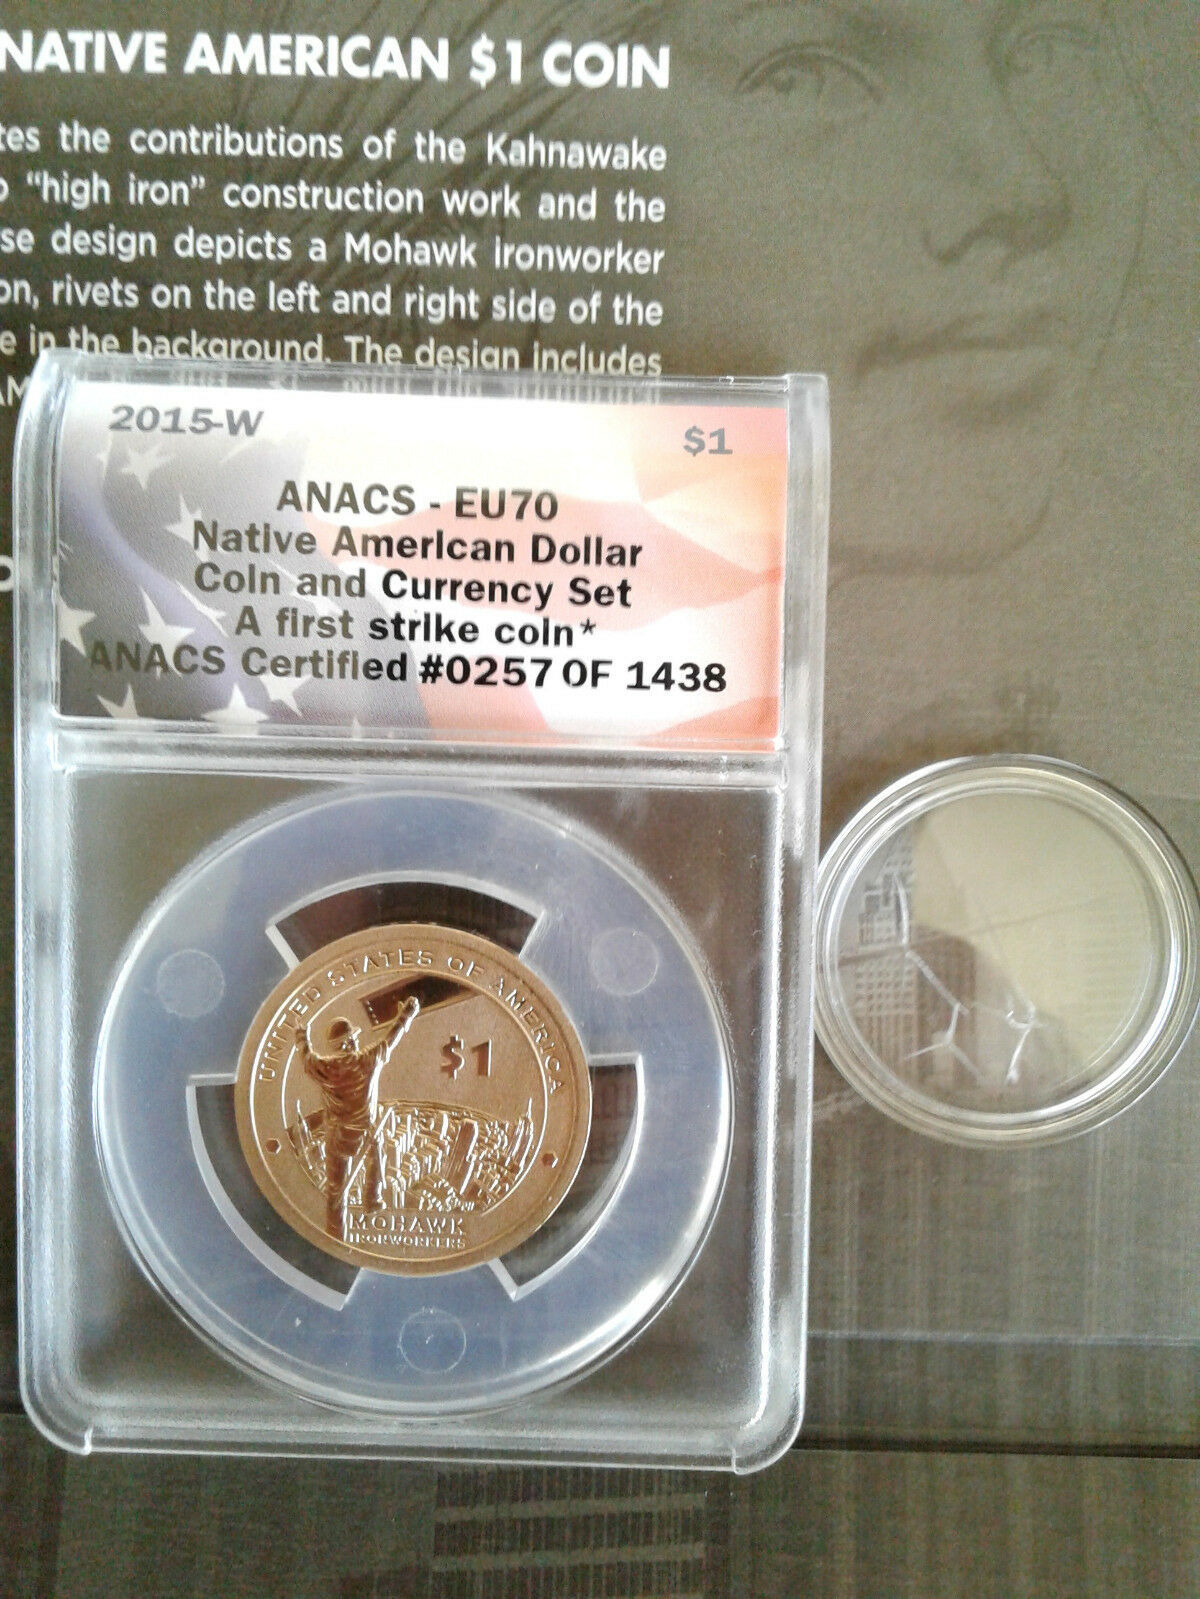 NATIVE AMERICAN $1 COIN
tes the contributions of the Kahnawake
o "high iron" construction work and the
se design depicts a Mohawk ironworker
on, rivets on the left and right side of the
e in the background. The design includes
AM
2015-W
$1
ANACS - EU70
Native American Dollar
Coin and Currency Set
A first strike coin*
ANACS Certified #0257 OF 1438
UNITED STATES OF AMERICA
$1
MOHAWK
IRONWORKERS